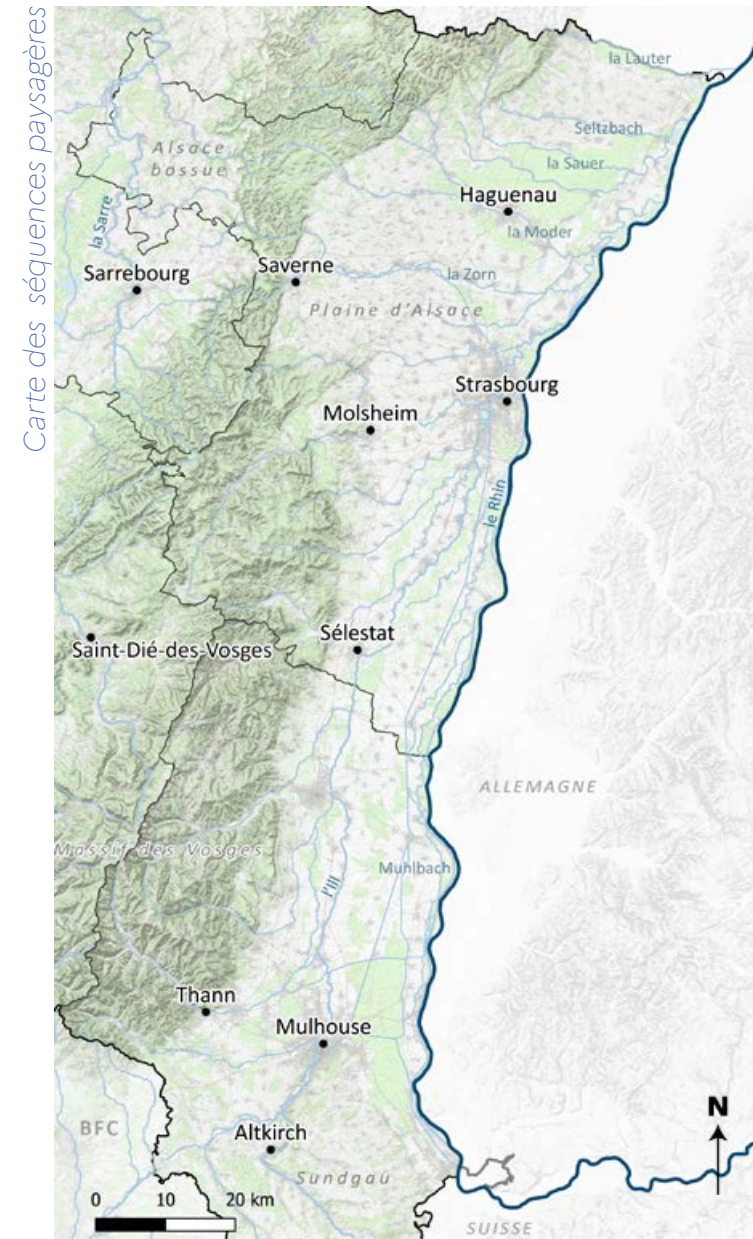 Carte des séquences paysagères
la Lauter
Seltzbach
Alsace
bossue
la Sauer
Haguenau
la Sarre
la Moder
Sarrebourg
Saverne
la Zorn
Plaine d'Alsace
Strasbourg
Molsheim
le Rhin
Sélestat
Saint-Dié-des-Vosges
ALLEMAGNE
Massif des Vosges
Muhlbach
l'Ill
Thann
Mulhouse
N
BFC
Altkirch
Sundgau
0 10 20 km
SUISSE